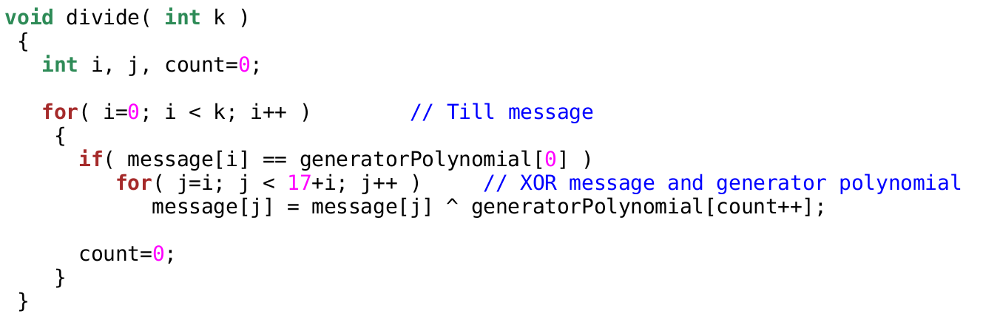 void divide( int k )
{
int i, j, count=0;
for( i=0; i < k; i++ ) // Till message
{
if( message[i] == generatorPolynomial[0] )
for( j=i; j < 17+i; j++ ) // XOR message and generator polynomial
message[j] = message[j] ^ generatorPolynomial[count++];
count=0;
}
}